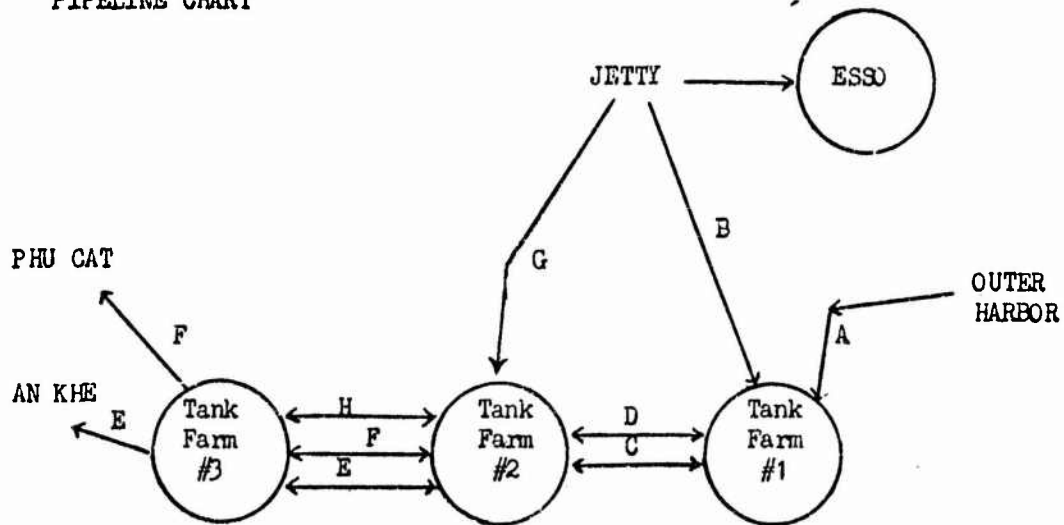 PIPELINE CHART
JETTY
ESSO
G
B
PHU CAT
OUTER
HARBOR
A
F
AN KHE
E
Tank
Farm
#3
H
F
E
Tank
Farm
#2
D
C
Tank
Farm
#1